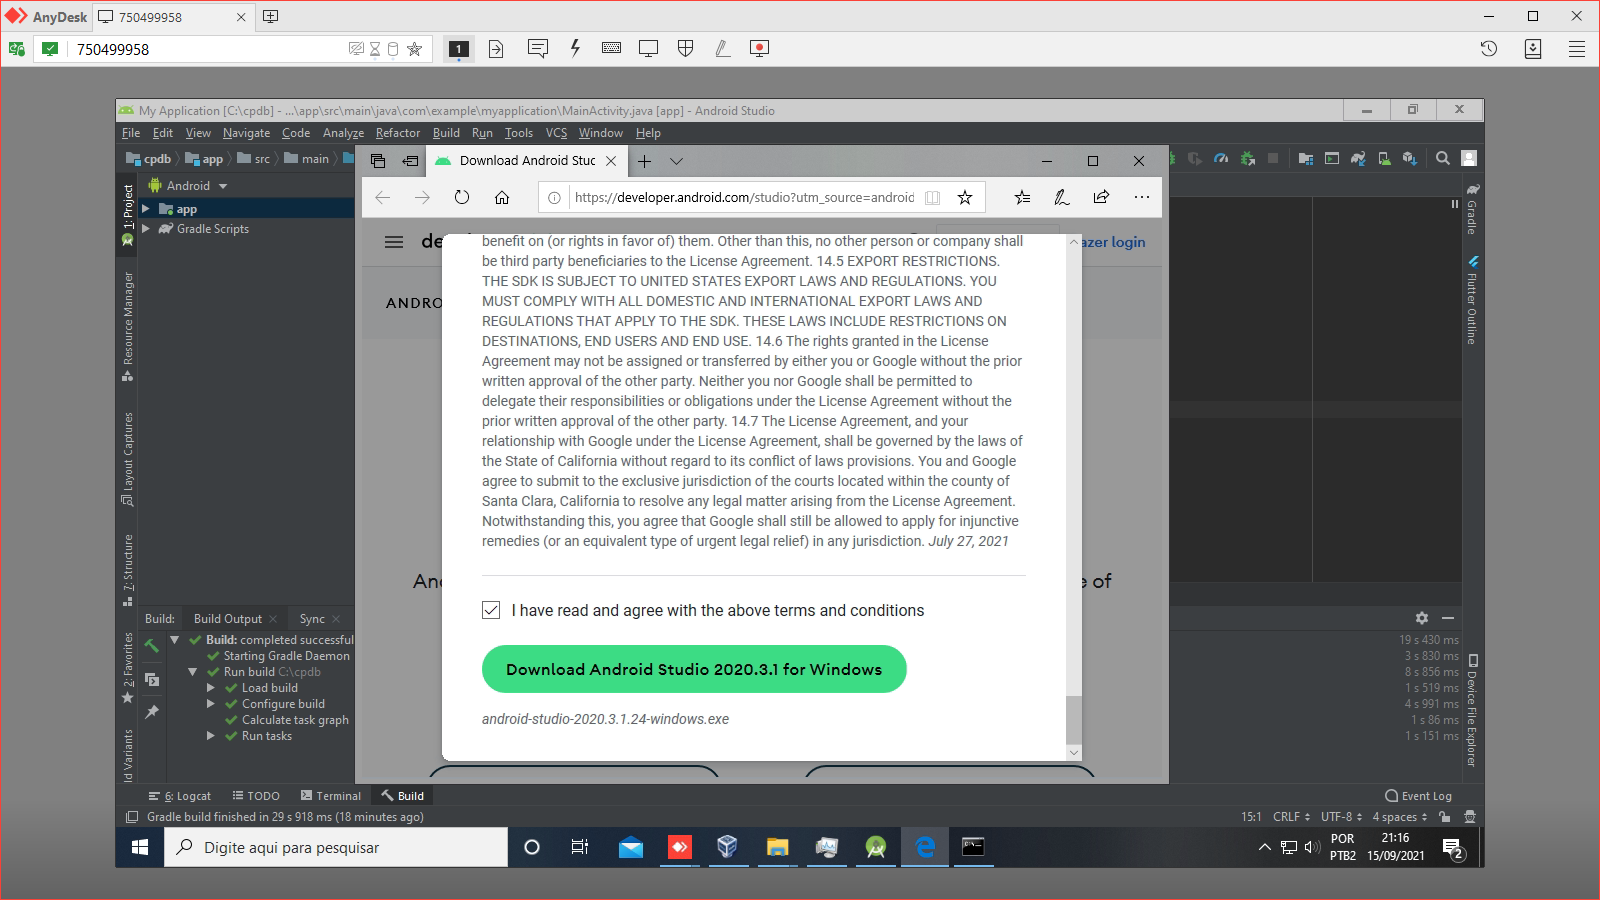 AnyDesk
750499958
750499958
1
My Application [C:\cpdb] - ...\app\src\main\java\com\example\myapplication\MainActivity.java [app] - Android Studio
File Edit View Navigate Code Analyze Refactor Build Run Tools VCS Window Help
cpdb app src main
Download Android Stuc
Android
https://developer.android.com/studio?utm_source=android
1: Project
app
Gradle Scripts
Resource Manager
Layout Captures
7: Structure
2: Favorites
ld Variants
Gradle
Flutter Outline
Device File Explorer
de
azer login
ANDRO
benefit on (or rights in favor of) them. Other than this, no other person or company shall
be third party beneficiaries to the License Agreement. 14.5 EXPORT RESTRICTIONS.
THE SDK IS SUBJECT TO UNITED STATES EXPORT LAWS AND REGULATIONS. YOU
MUST COMPLY WITH ALL DOMESTIC AND INTERNATIONAL EXPORT LAWS AND
REGULATIONS THAT APPLY TO THE SDK. THESE LAWS INCLUDE RESTRICTIONS ON
DESTINATIONS, END USERS AND END USE. 14.6 The rights granted in the License
Agreement may not be assigned or transferred by either you or Google without the prior
written approval of the other party. Neither you nor Google shall be permitted to
delegate their responsibilities or obligations under the License Agreement without the
prior written approval of the other party. 14.7 The License Agreement, and your
relationship with Google under the License Agreement, shall be governed by the laws of
the State of California without regard to its conflict of laws provisions. You and Google
agree to submit to the exclusive jurisdiction of the courts located within the county of
Santa Clara, California to resolve any legal matter arising from the License Agreement.
Notwithstanding this, you agree that Google shall still be allowed to apply for injunctive
remedies (or an equivalent type of urgent legal relief) in any jurisdiction. July 27, 2021
And
e of
I have read and agree with the above terms and conditions
Download Android Studio 2020.3.1 for Windows
android-studio-2020.3.1.24-windows.exe
Build: Build Output Sync
Build: completed successful
19 s 430 ms
Starting Gradle Daemon
3 s 830 ms
Run build C:\cpdb
8 s 856 ms
Load build
1 s 519 ms
Configure build
4 s 991 ms
Calculate task graph
1 s 86 ms
Run tasks
1 s 151 ms
6: Logcat TODO Terminal Build Event Log
Gradle build finished in 29 s 918 ms (18 minutes ago)
15:1 CRLF UTF-8 4 spaces
Digite aqui para pesquisar
POR
PTB2
21:16
15/09/2021
2